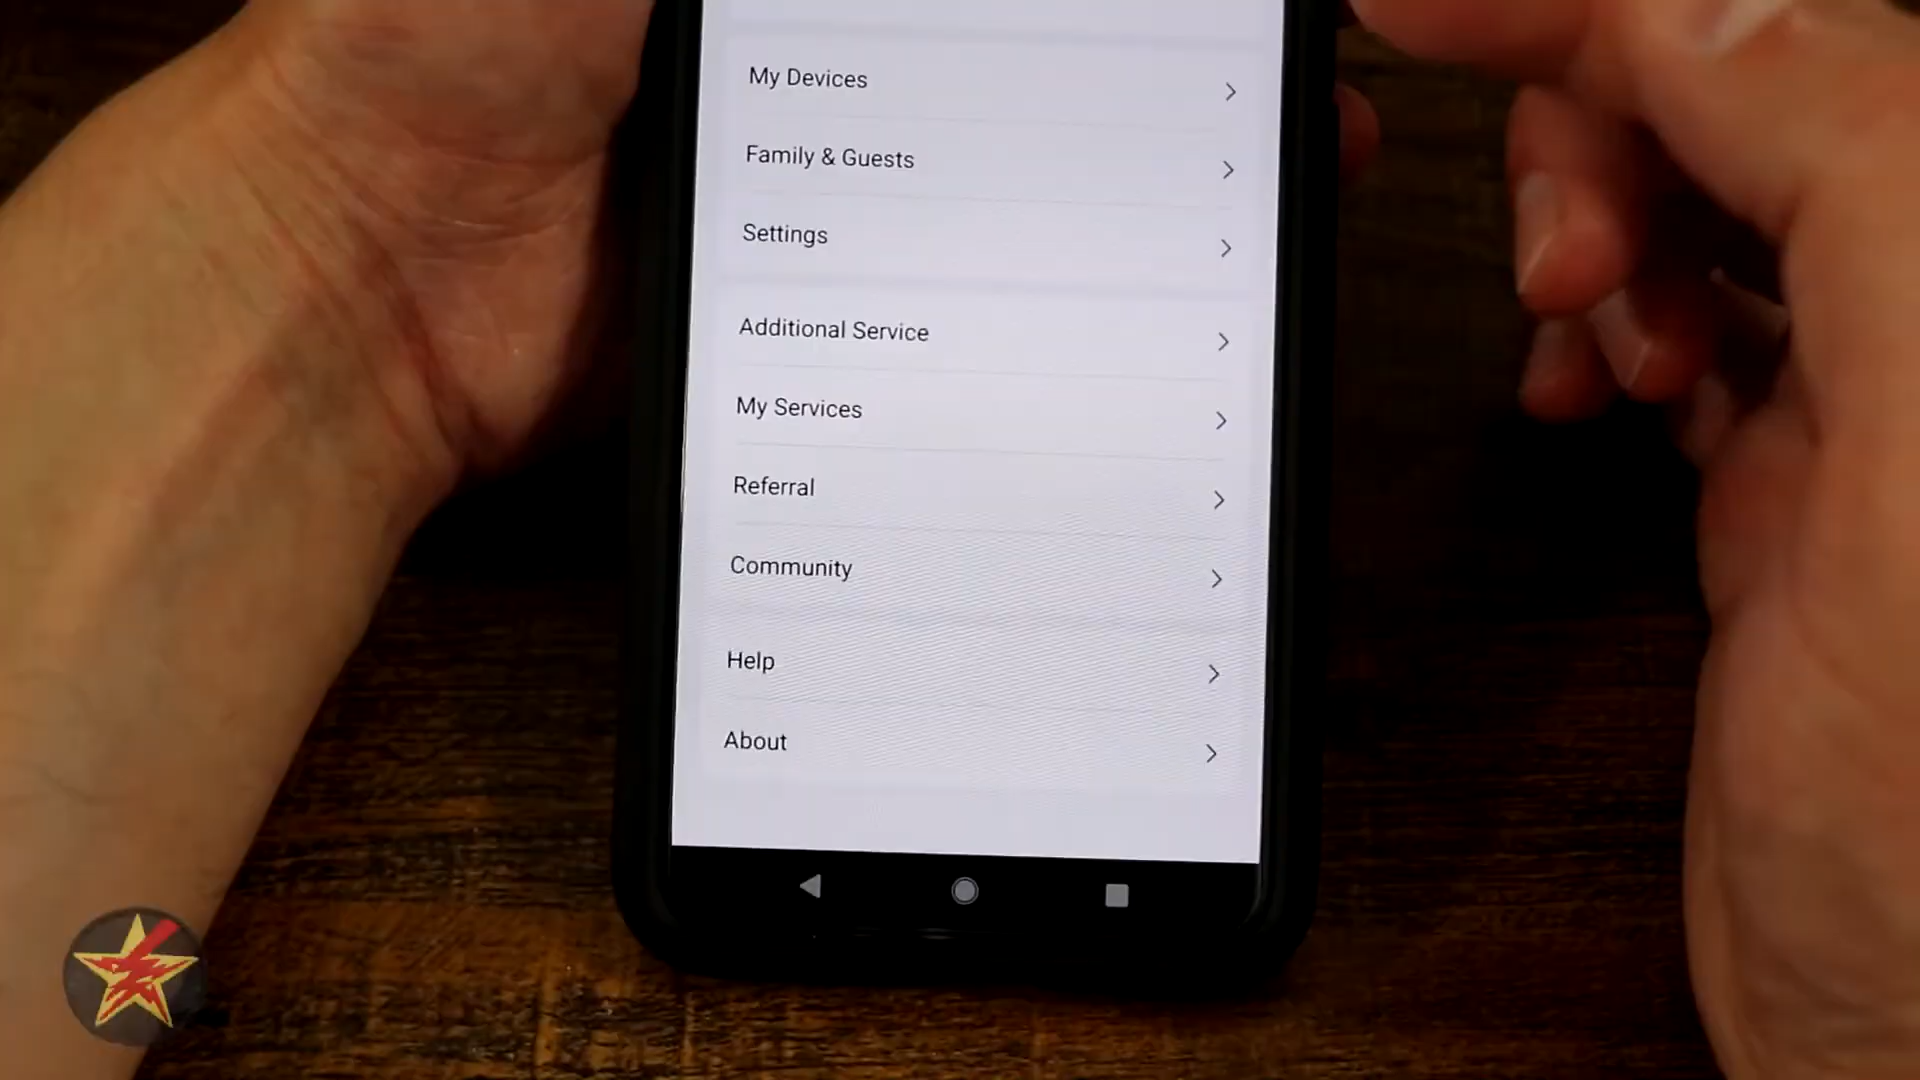 My Devices
Family & Guests
Settings
Additional Service
My Services
Referral
Community
Help
About